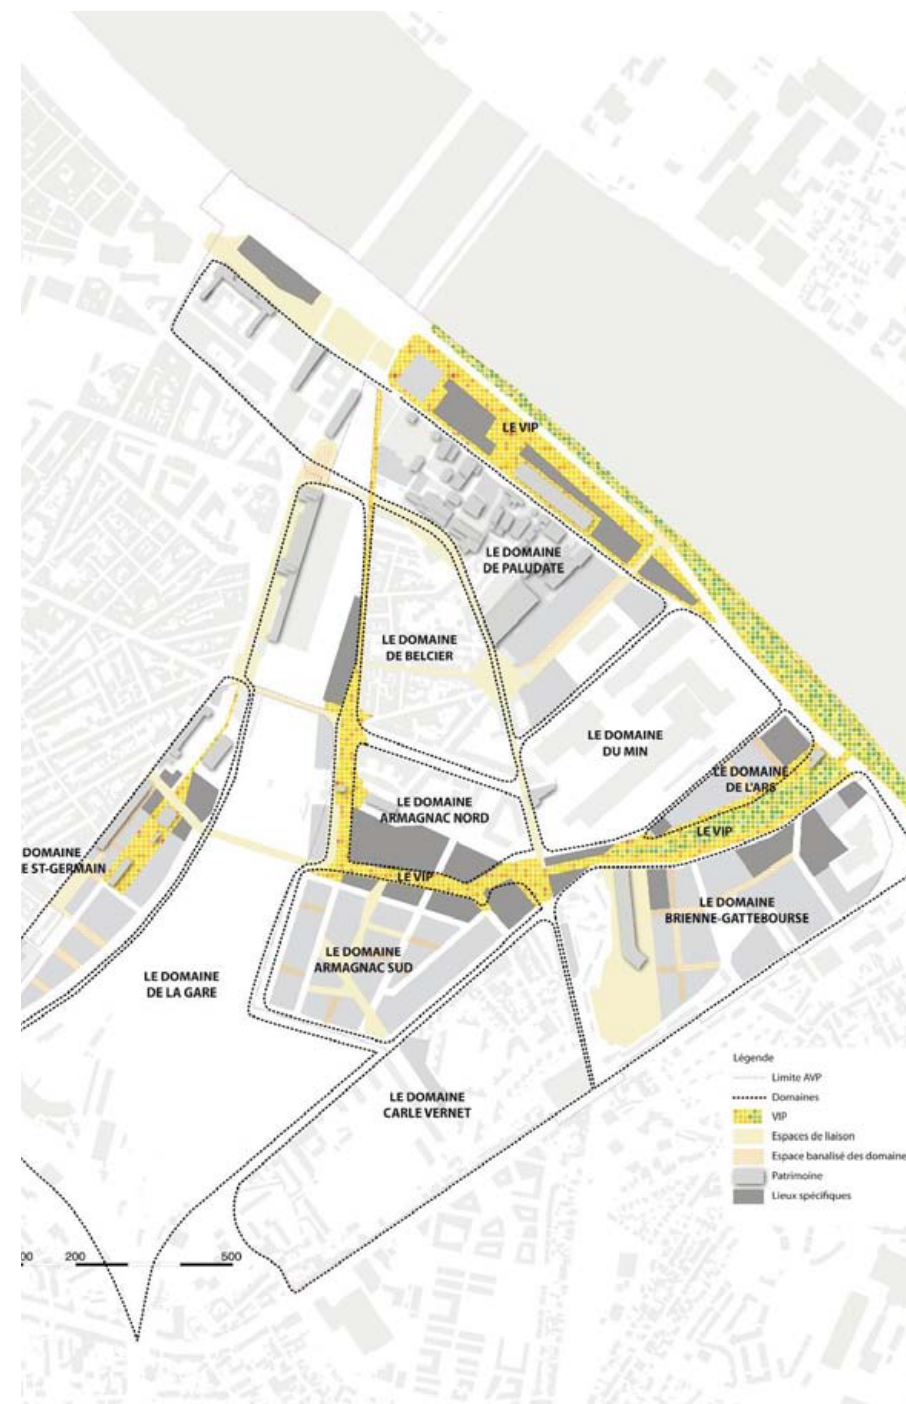 LE VIP
LE DOMAINE
DE PALUDATE
LE DOMAINE
DE BELCIER
LE DOMAINE
DU MIN
LE DOMAINE
DE L'ARS
LE DOMAINE
ARMAGNAC NORD
LE VIP
DOMAINE
E ST-GERMAIN
LE VIP
LE DOMAINE
BRIENNE-GATTEBOURSE
LE DOMAINE
ARMAGNAC SUD
LE DOMAINE
DE LA GARE
LE DOMAINE
CARLE VERNET
Légende
Limite AVP
Domaines
VIP
Espaces de liaison
Espace banalisé des domaine
Patrimoine
Lieux spécifiques
00 200 500